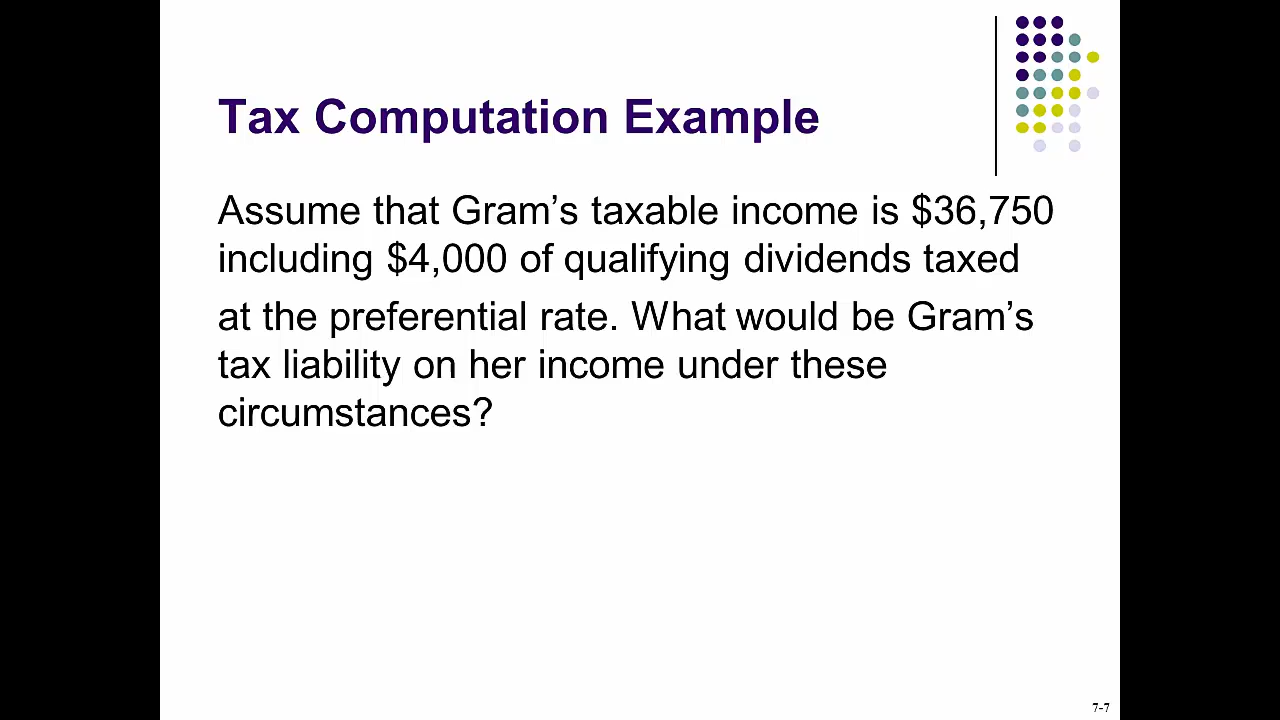 Tax Computation Example
Assume that Gram’s taxable income is $36,750
including $4,000 of qualifying dividends taxed
at the preferential rate. What would be Gram’s
tax liability on her income under these
circumstances?
7-7